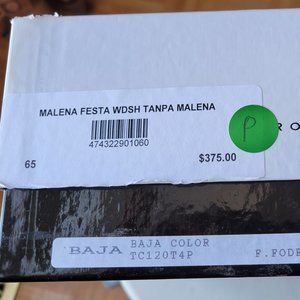 MALENA FESTA WDSH TANPA MALENA
474322901060
65
$375.00
P
R O
BAJA
BAJA COLOR
TC120T4P
F.FODE